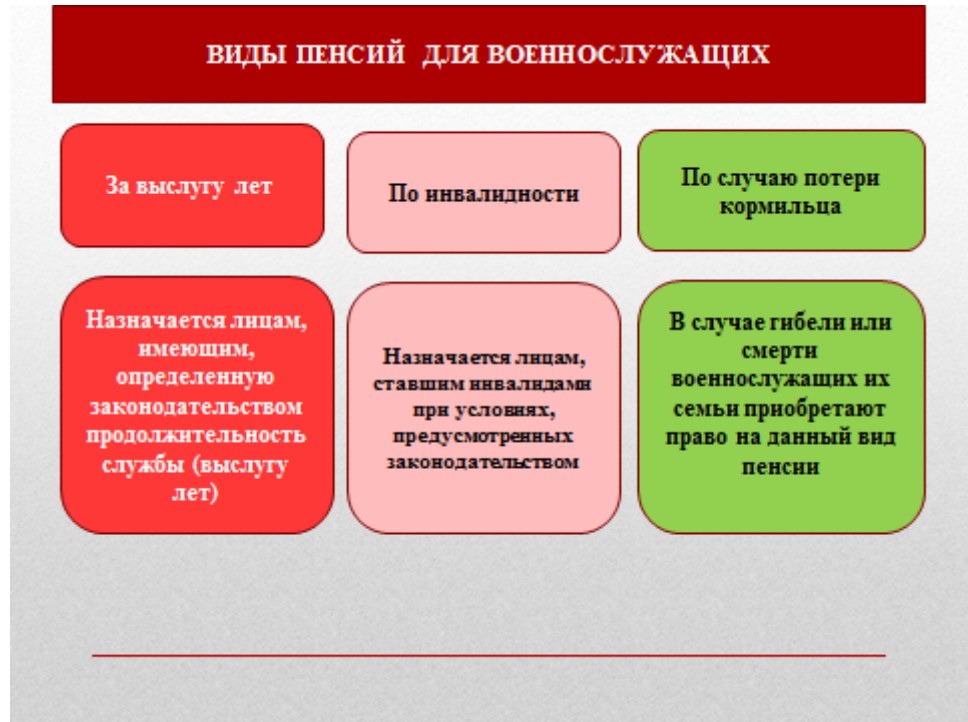 ВИДЫ ПЕНСИЙ ДЛЯ ВОЕННОСЛУЖАЩИХ
За выслугу лет
По инвалидности
По случаю потери
кормильца
Назначается лицам,
имеющим,
определенную
законодательством
продолжительность
службы (выслугу
лет)
Назначается лицам,
ставшим инвалидами
при условиях,
предусмотренных
законодательством
В случае гибели или
смерти
военнослужащих их
семьи приобретают
право на данный вид
пенсии